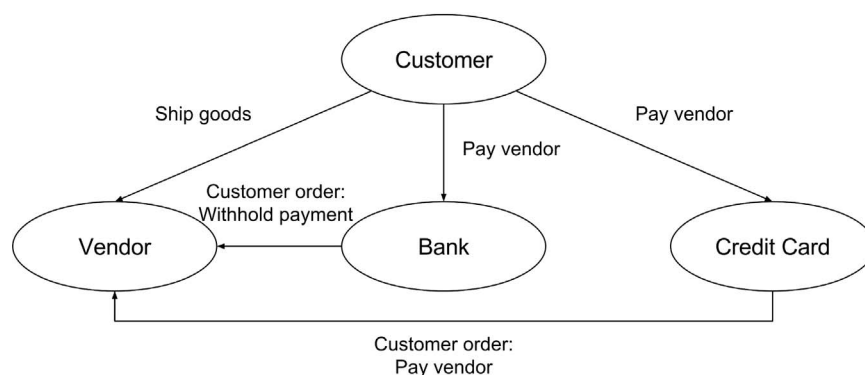 Customer
Ship goods
Pay vendor
Pay vendor
Customer order:
Withhold payment
Vendor
Bank
Credit Card
Customer order:
Pay vendor